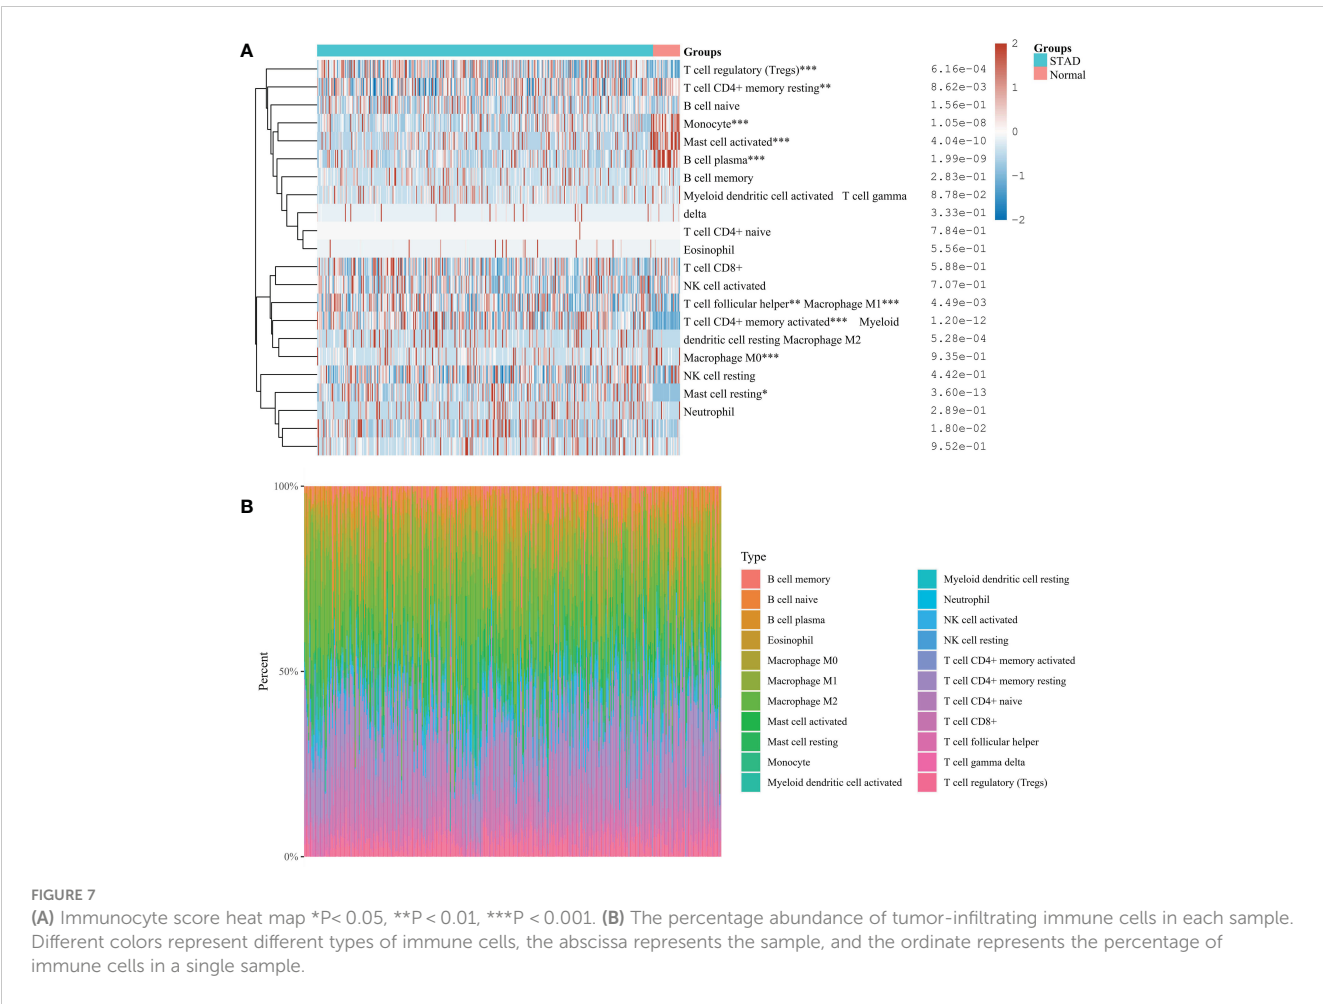 A
Groups
T cell regulatory (Tregs)*** 6.16e-04
T cell CD4+ memory resting** 8.62e-03
B cell naive 1.56e-01
Monocyte*** 1.05e-08
Mast cell activated*** 4.04e-10
B cell plasma*** 1.99e-09
B cell memory 2.83e-01
Myeloid dendritic cell activated T cell gamma 8.78e-02
delta 3.33e-01
T cell CD4+ naive 7.84e-01
Eosinophil 5.56e-01
T cell CD8+ 5.88e-01
NK cell activated 7.07e-01
T cell follicular helper** Macrophage M1*** 4.49e-03
T cell CD4+ memory activated*** Myeloid 1.20e-12
dendritic cell resting Macrophage M2 5.28e-04
Macrophage M0*** 9.35e-01
NK cell resting 4.42e-01
Mast cell resting* 3.60e-13
Neutrophil 2.89e-01
1.80e-02
9.52e-01
2
1
0
−1
−2
Groups
STAD
Normal
B
100%
50%
0%
Percent
Type
B cell memory
B cell naive
B cell plasma
Eosinophil
Macrophage M0
Macrophage M1
Macrophage M2
Mast cell activated
Mast cell resting
Monocyte
Myeloid dendritic cell activated
Myeloid dendritic cell resting
Neutrophil
NK cell activated
NK cell resting
T cell CD4+ memory activated
T cell CD4+ memory resting
T cell CD4+ naive
T cell CD8+
T cell follicular helper
T cell gamma delta
T cell regulatory (Tregs)
FIGURE 7
(A) Immunocyte score heat map *P< 0.05, **P < 0.01, ***P < 0.001. (B) The percentage abundance of tumor-infiltrating immune cells in each sample.
Different colors represent different types of immune cells, the abscissa represents the sample, and the ordinate represents the percentage of
immune cells in a single sample.